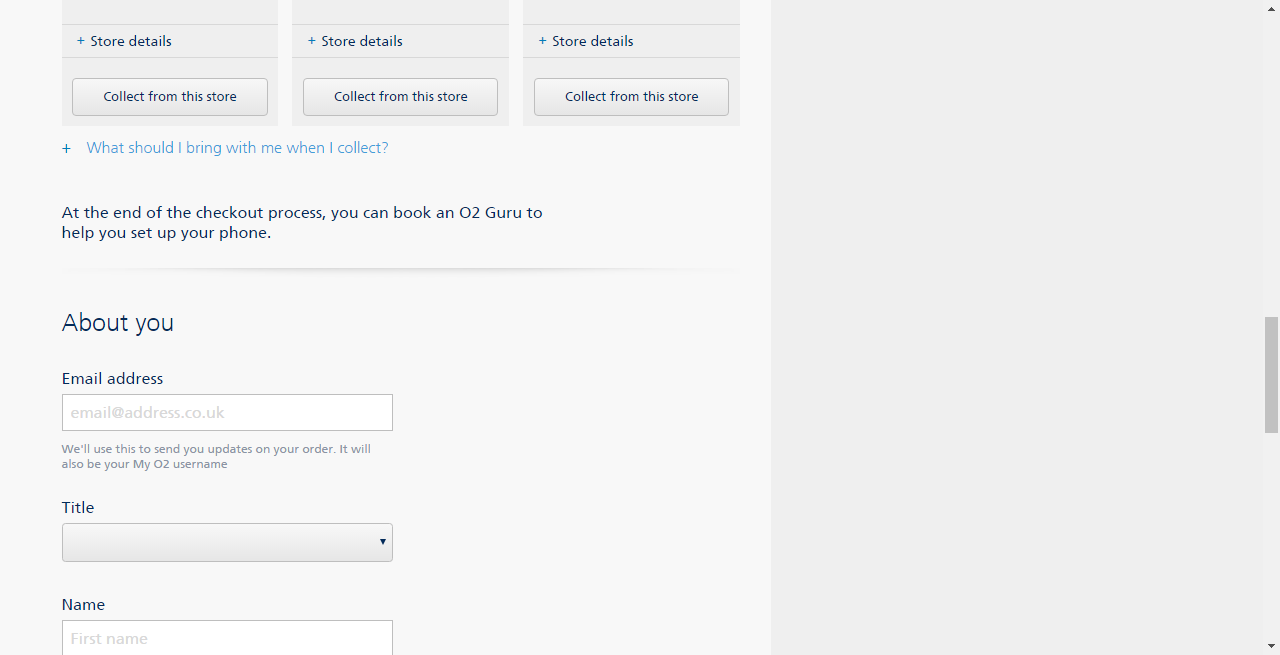 + Store details + Store details + Store details
Collect from this store Collect from this store Collect from this store
+ What should I bring with me when I collect?
At the end of the checkout process, you can book an O2 Guru to
help you set up your phone.
About you
Email address
email@address.co.uk
We'll use this to send you updates on your order. It will
also be your My O2 username
Title
Name
First name